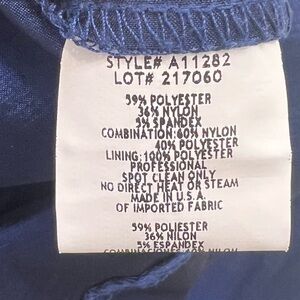 STYLE# A11282
LOT# 217060
59% POLYESTER
36% NYLON
5% SPANDEX
COMBINATION:60% NYLON
40% POLYESTER
LINING:100% POLYESTER
PROFESSIONAL
SPOT CLEAN ONLY
NO DIRECT HEAT OR STEAM
MADE IN U.S.A.
OF IMPORTED FABRIC
59% POLIESTER
36% NILON
5% ESPANDEX